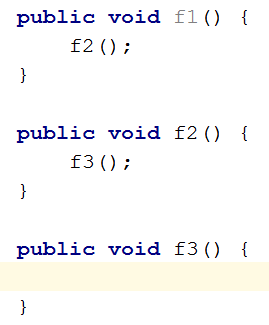 public void f1() {
    f2();
}

public void f2() {
    f3();
}

public void f3() {

}